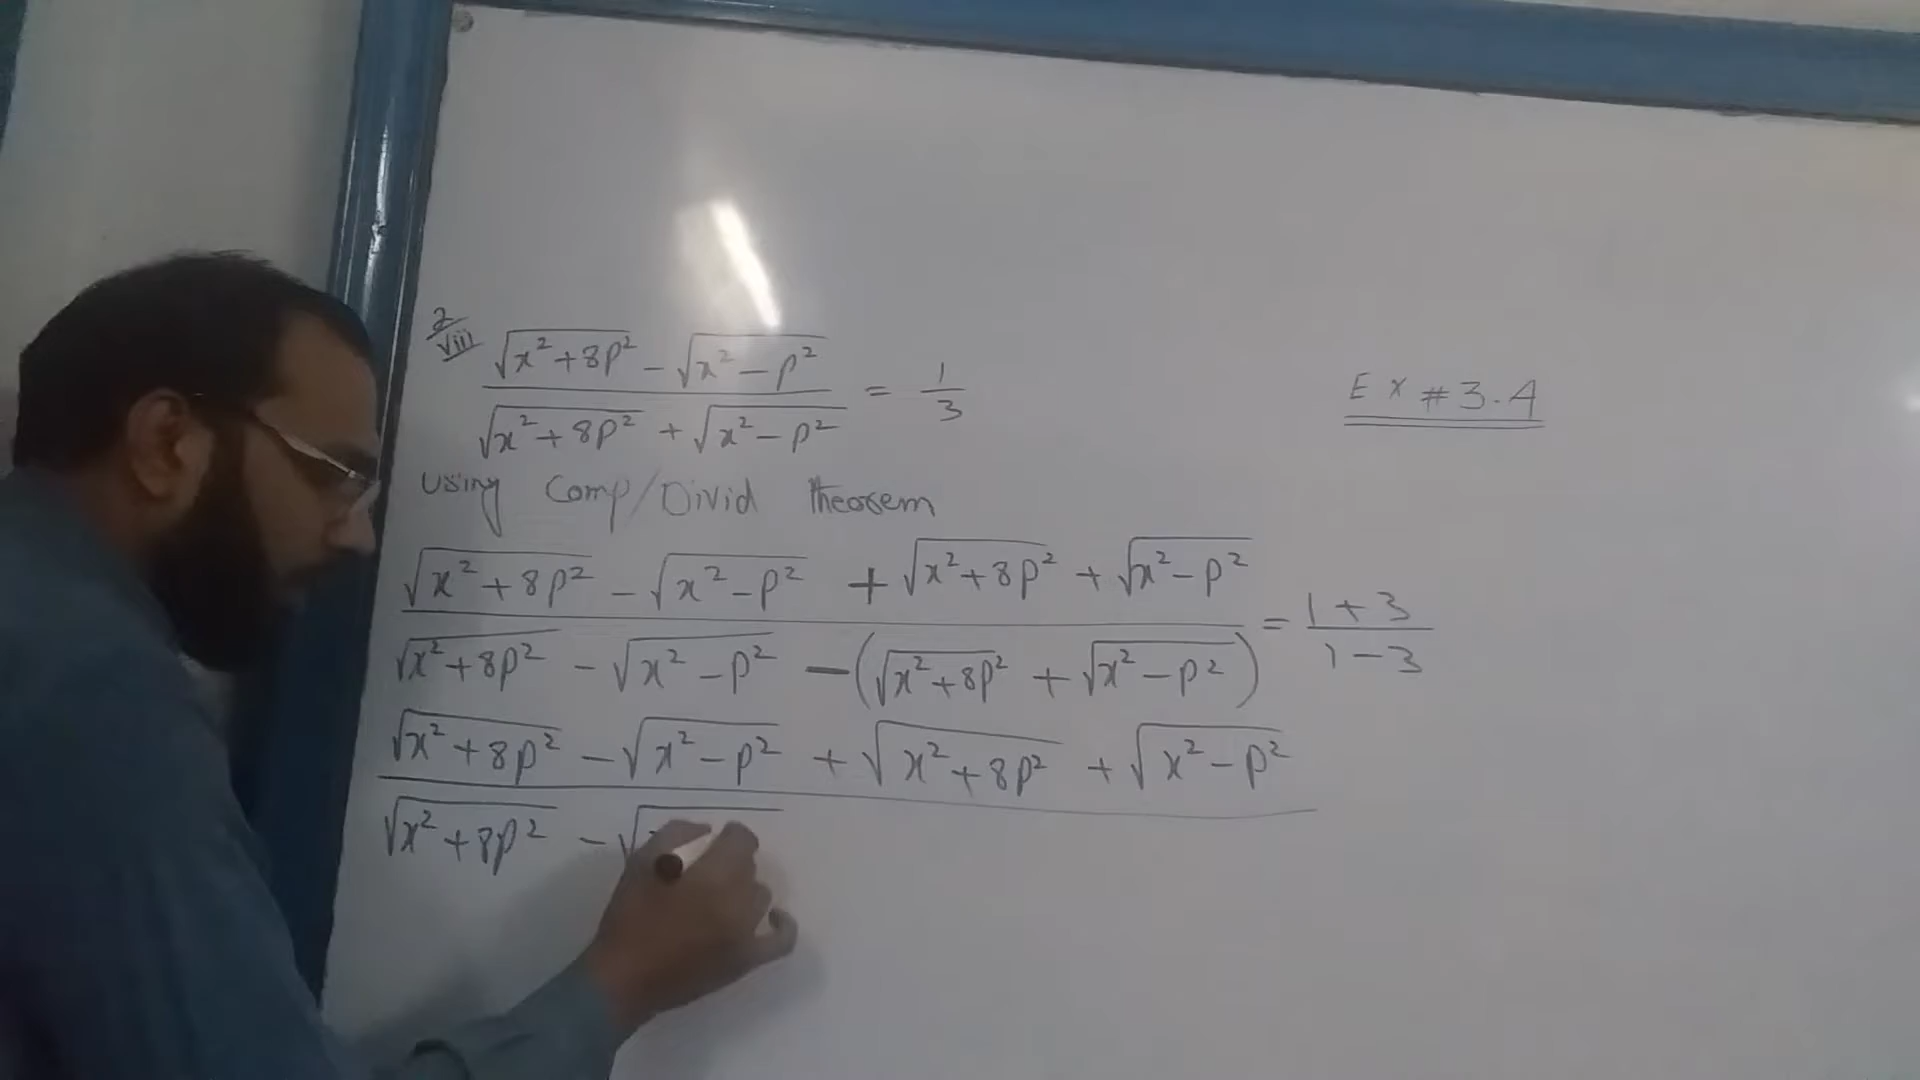 2/viii (√(x²+8p²) - √(x²-p²)) / (√(x²+8p²) + √(x²-p²)) = 1/3
Ex # 3.4
using Comp/Divid theorem
(√(x²+8p²) - √(x²-p²) + √(x²+8p²) + √(x²-p²)) / (√(x²+8p²) - √(x²-p²) - (√(x²+8p²) + √(x²-p²))) = (1+3) / (1-3)
√(x²+8p²) - √(x²-p²) + √(x²+8p²) + √(x²-p²)
√(x²+8p²) - √